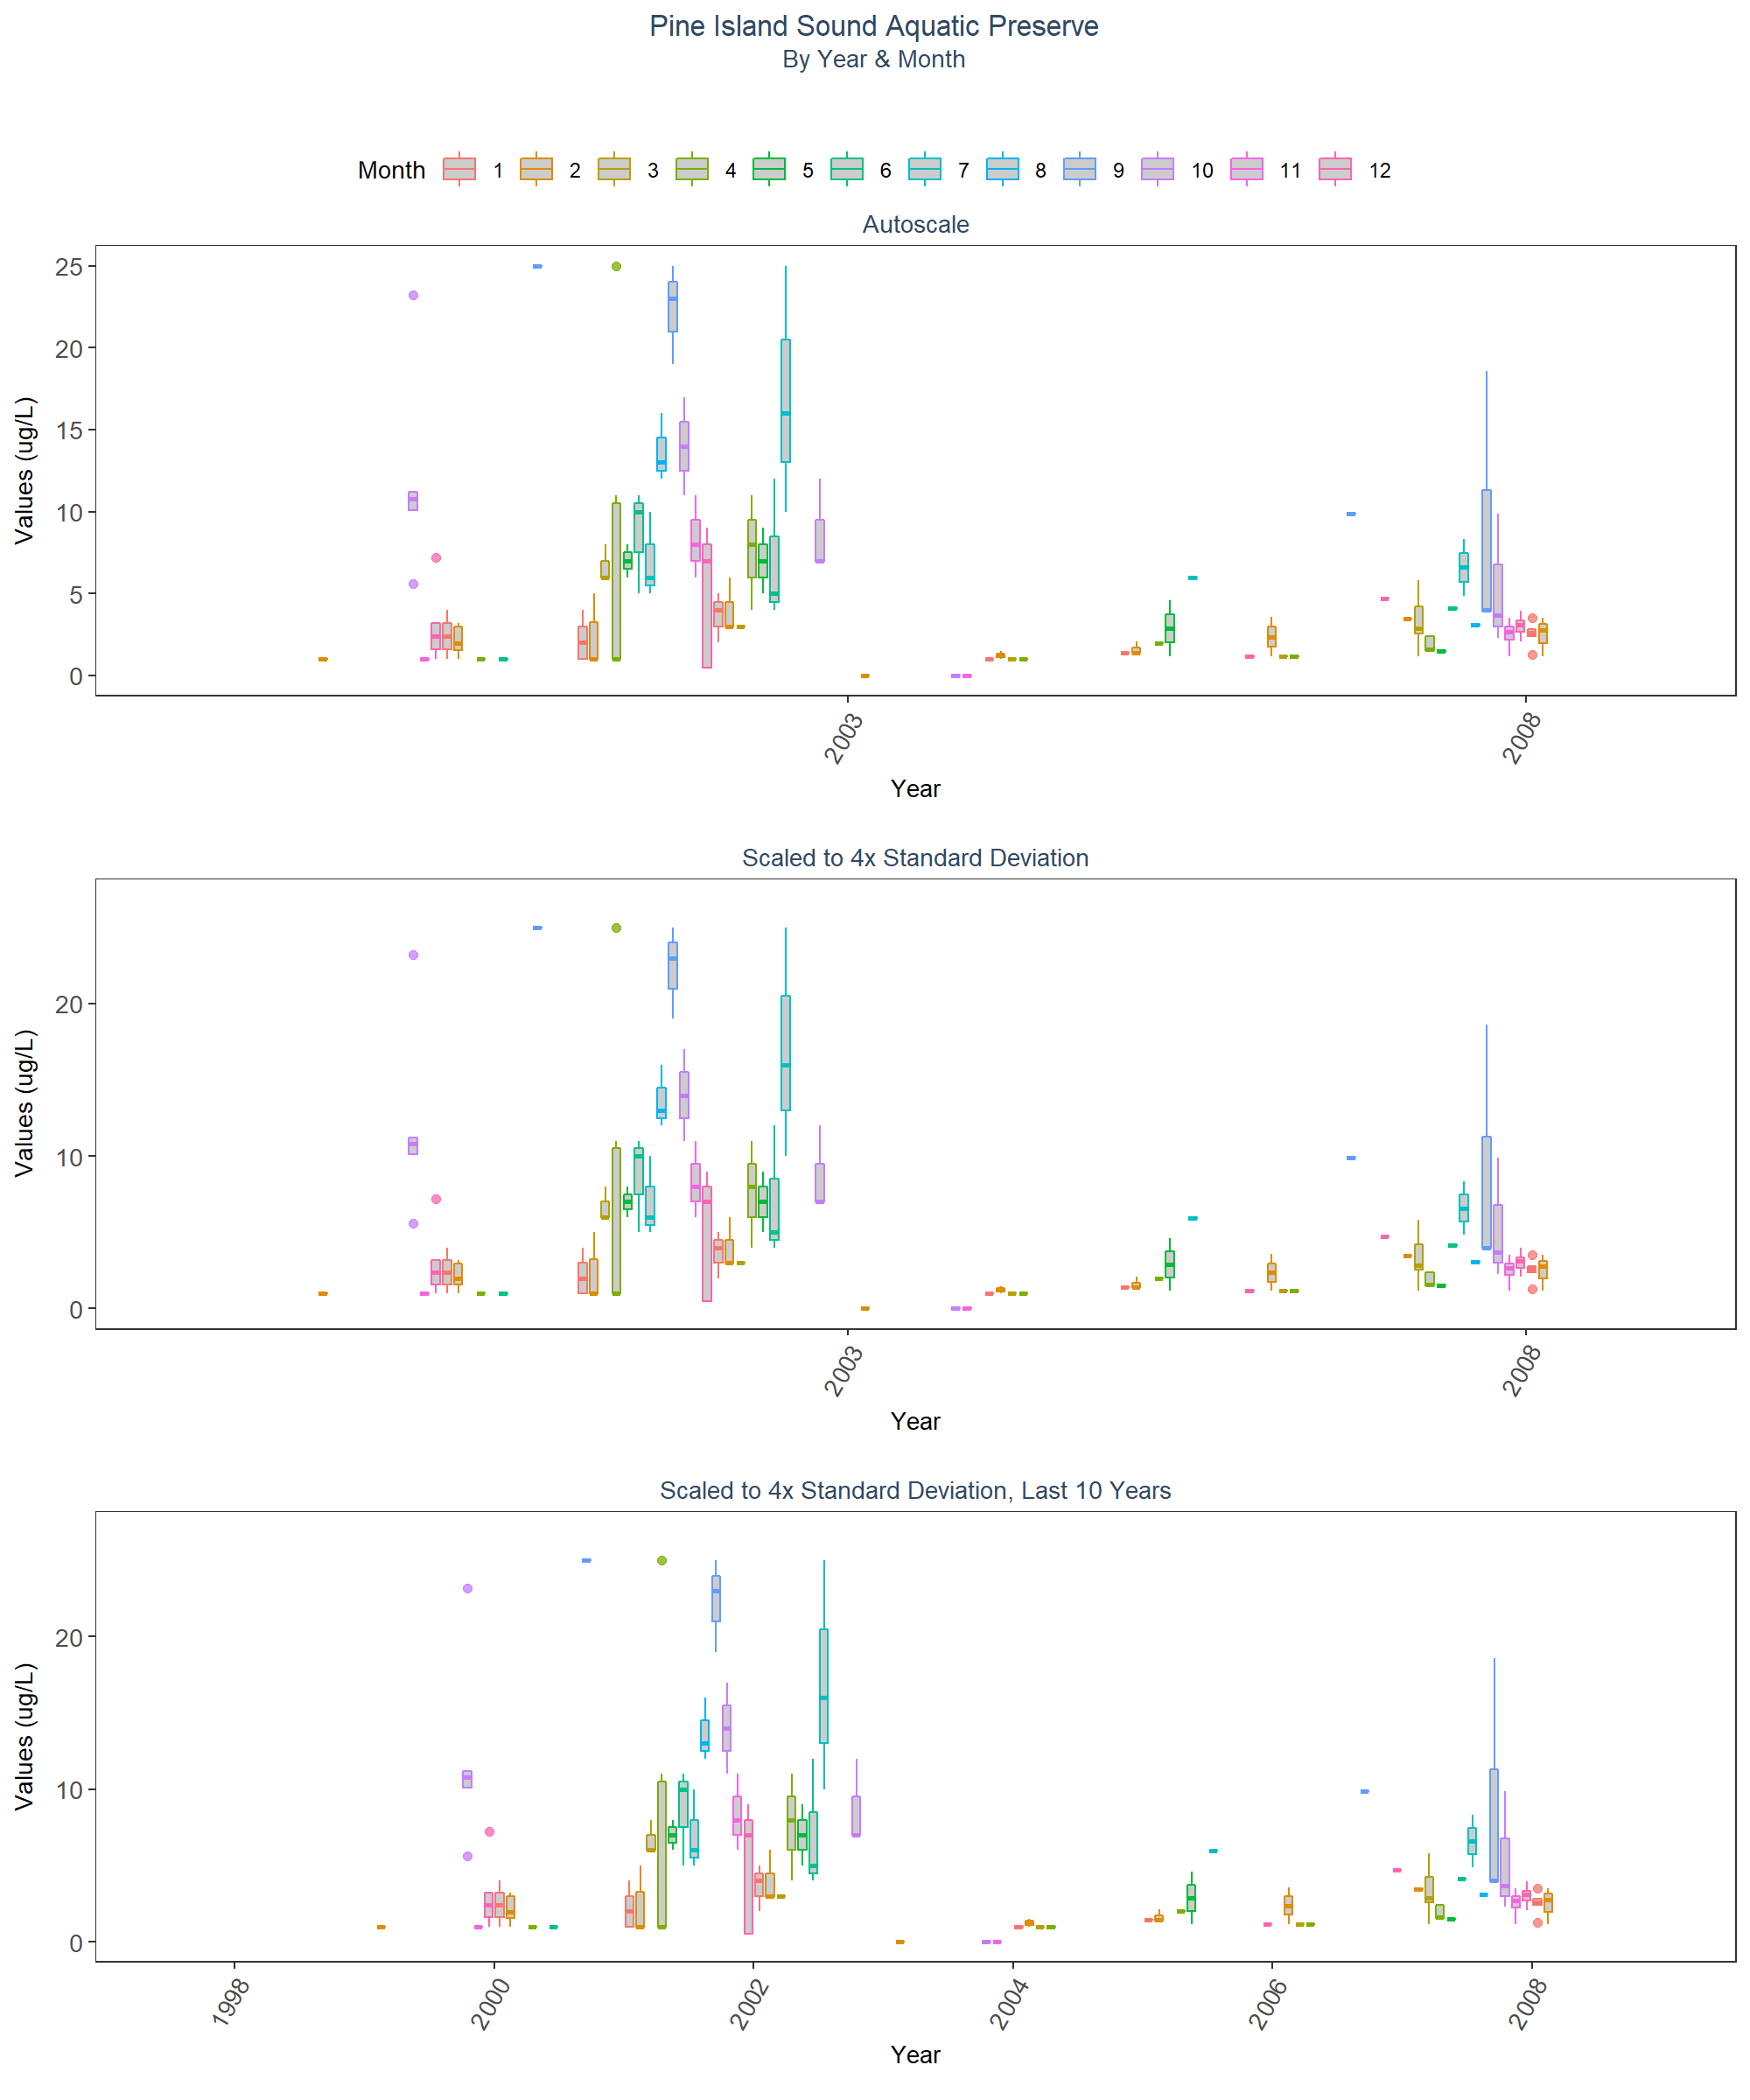 Pine Island Sound Aquatic Preserve
By Year & Month
Month 1 2 3 4 5 6 7 8 9 10 11 12
Autoscale
Values (ug/L)
25
20
15
10
5
0
2003 2008
Year
Scaled to 4x Standard Deviation
Values (ug/L)
20
10
0
2003 2008
Year
Scaled to 4x Standard Deviation, Last 10 Years
Values (ug/L)
20
10
0
1998 2000 2002 2004 2006 2008
Year